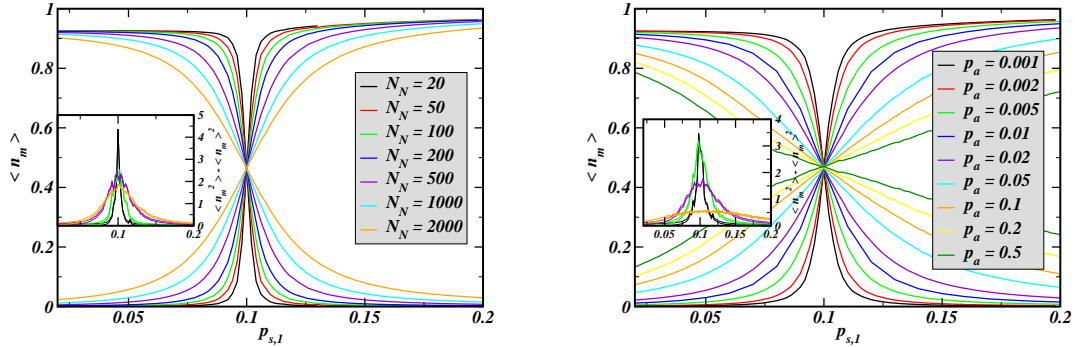 < n_m >
1
0.8
0.6
0.4
0.2
0
0.05
0.1
0.15
0.2
p_{s,1}
N_N = 20
N_N = 50
N_N = 100
N_N = 200
N_N = 500
N_N = 1000
N_N = 2000
5
4
3
2
1
0
0.1
0.2
< n_m^2 > - < n_m >^2
< n_m >
1
0.8
0.6
0.4
0.2
0
0.05
0.1
0.15
0.2
p_{s,1}
p_a = 0.001
p_a = 0.002
p_a = 0.005
p_a = 0.01
p_a = 0.02
p_a = 0.05
p_a = 0.1
p_a = 0.2
p_a = 0.5
4
3
2
1
0
0.05
0.1
0.15
0.2
< n_m^2 > - < n_m >^2